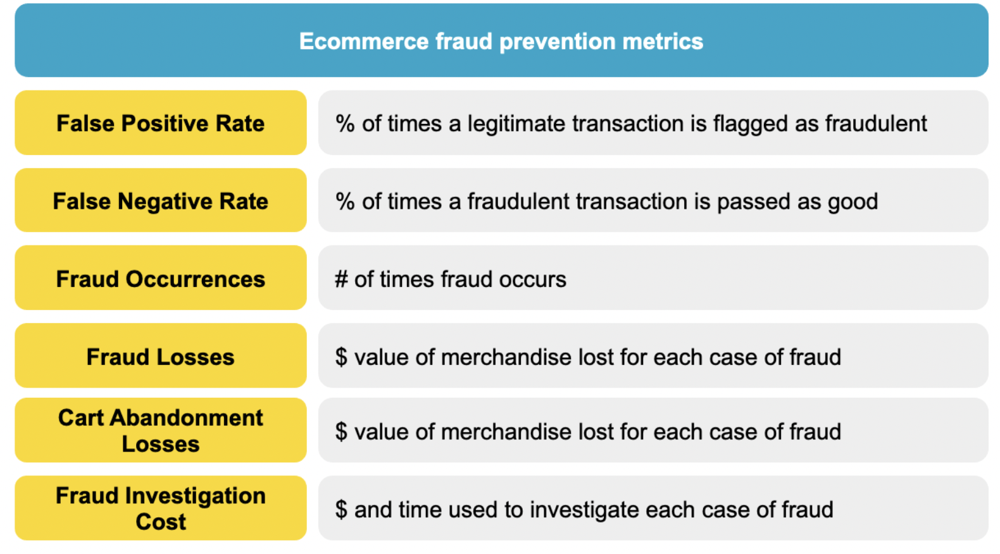 Ecommerce fraud prevention metrics
False Positive Rate
% of times a legitimate transaction is flagged as fraudulent
False Negative Rate
% of times a fraudulent transaction is passed as good
Fraud Occurrences
# of times fraud occurs
Fraud Losses
$ value of merchandise lost for each case of fraud
Cart Abandonment
Losses
$ value of merchandise lost for each case of fraud
Fraud Investigation
Cost
$ and time used to investigate each case of fraud